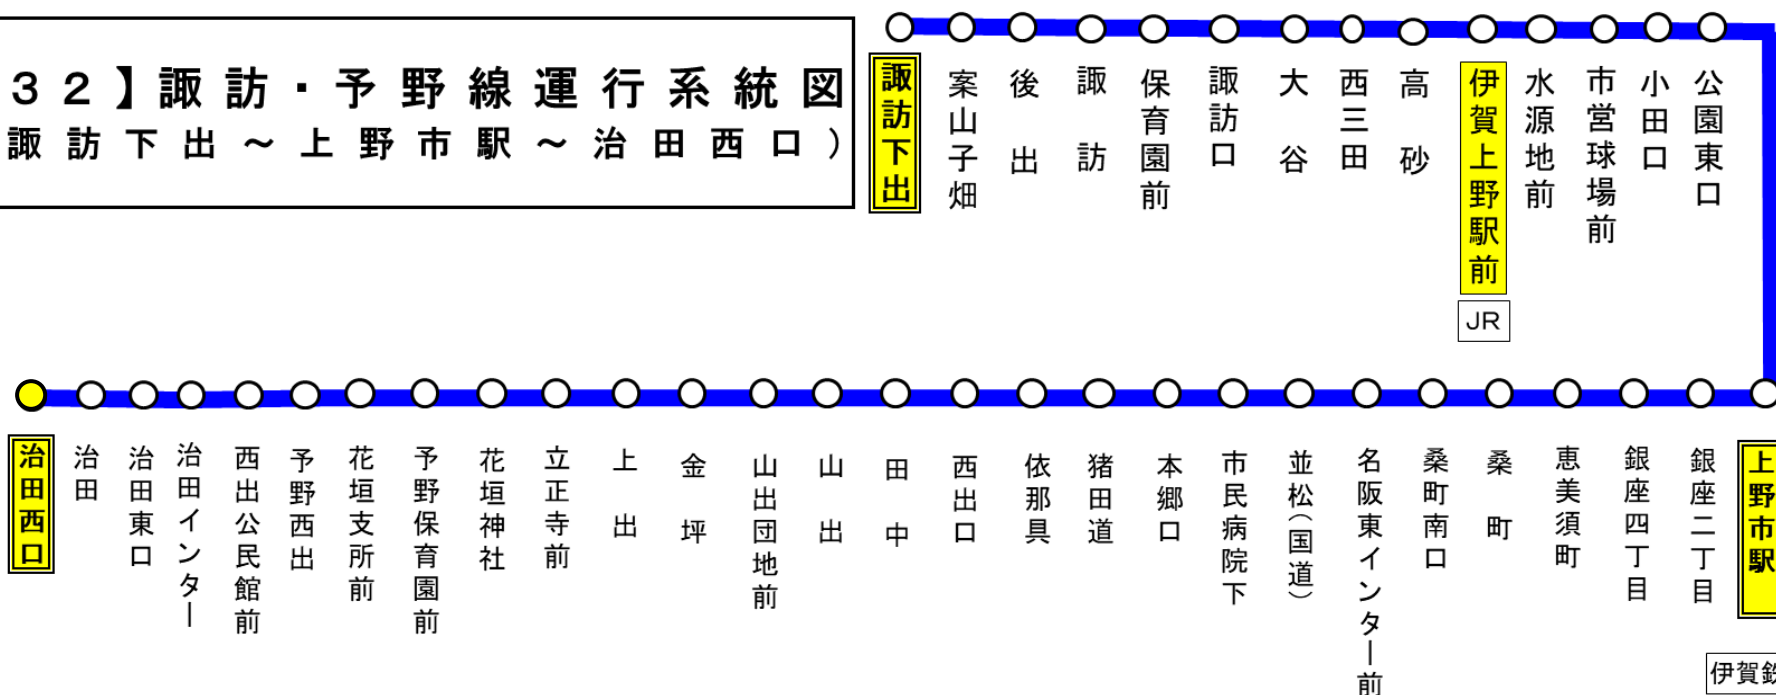 32】諏訪・予野線運行系統図
諏訪下出～上野市駅～治田西口）
諏訪下出
案山子畑
後出
諏訪
保育園前
諏訪口
大谷
西三田
高砂
伊賀上野駅前
JR
水源地前
市営球場前
小田口
公園東口
治田西口
治田
治田東口
治田インター
西出公民館前
予野西出
花垣支所前
予野保育園前
花垣神社
立正寺前
上出
金坪
山出団地前
山出
田中
西出口
依那具
猪田道
本郷口
市民病院下
並松（国道）
名阪東インター前
桑町南口
桑町
恵美須町
銀座四丁目
銀座二丁目
上野市駅
伊賀鉄